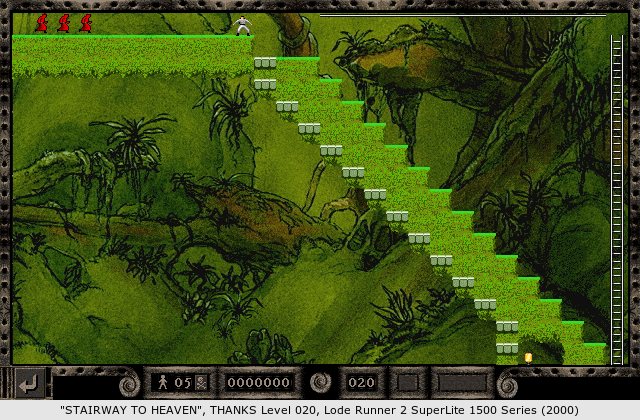 05 0000000 020
"STAIRWAY TO HEAVEN", THANKS Level 020, Lode Runner 2 SuperLite 1500 Series (2000)